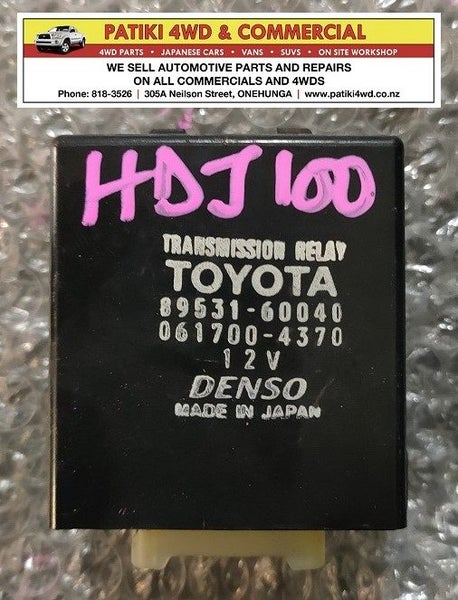 PATIKI 4WD & COMMERCIAL
4WD PARTS • JAPANESE CARS • VANS • SUVS • ON SITE WORKSHOP
WE SELL AUTOMOTIVE PARTS AND REPAIRS
ON ALL COMMERCIALS AND 4WDS
Phone: 818-3526 | 305A Neilson Street, ONEHUNGA | www.patiki4wd.co.nz
HDJ100
TRANSMISSION RELAY
TOYOTA
89531-60040
061700-4370
12V
DENSO
MADE IN JAPAN